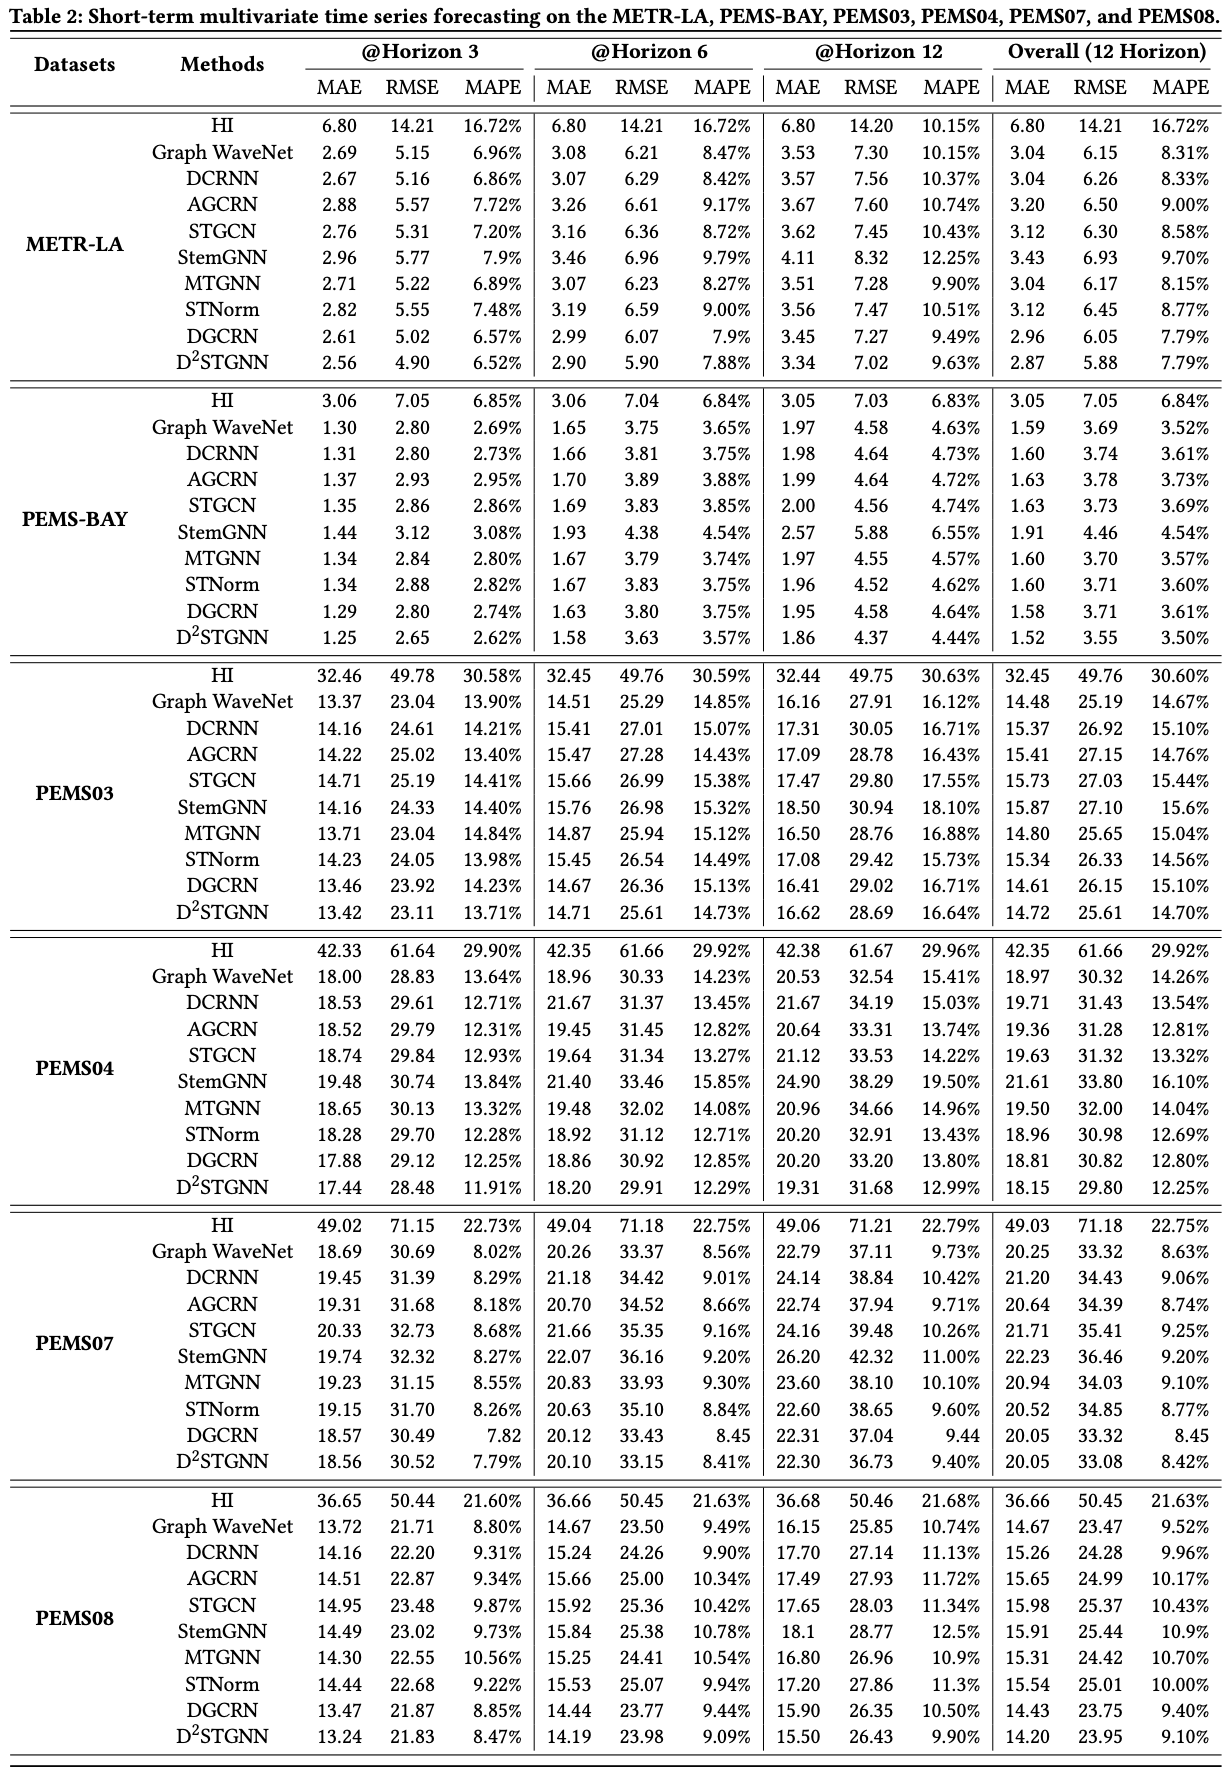 Table 2: Short-term multivariate time series forecasting on the METR-LA, PEMS-BAY, PEMS03, PEMS04, PEMS07, and PEMS08.
Datasets Methods @Horizon 3 @Horizon 6 @Horizon 12 Overall (12 Horizon)
MAE RMSE MAPE MAE RMSE MAPE MAE RMSE MAPE MAE RMSE MAPE
METR-LA
HI 6.80 14.21 16.72% 6.80 14.21 16.72% 6.80 14.20 10.15% 6.80 14.21 16.72%
Graph WaveNet 2.69 5.15 6.96% 3.08 6.21 8.47% 3.53 7.30 10.15% 3.04 6.15 8.31%
DCRNN 2.67 5.16 6.86% 3.07 6.29 8.42% 3.57 7.56 10.37% 3.04 6.26 8.33%
AGCRN 2.88 5.57 7.72% 3.26 6.61 9.17% 3.67 7.60 10.74% 3.20 6.50 9.00%
STGCN 2.76 5.31 7.20% 3.16 6.36 8.72% 3.62 7.45 10.43% 3.12 6.30 8.58%
StemGNN 2.96 5.77 7.9% 3.46 6.96 9.79% 4.11 8.32 12.25% 3.43 6.93 9.70%
MTGNN 2.71 5.22 6.89% 3.07 6.23 8.27% 3.51 7.28 9.90% 3.04 6.17 8.15%
STNorm 2.82 5.55 7.48% 3.19 6.59 9.00% 3.56 7.47 10.51% 3.12 6.45 8.77%
DGCRN 2.61 5.02 6.57% 2.99 6.07 7.9% 3.45 7.27 9.49% 2.96 6.05 7.79%
D²STGNN 2.56 4.90 6.52% 2.90 5.90 7.88% 3.34 7.02 9.63% 2.87 5.88 7.79%
PEMS-BAY
HI 3.06 7.05 6.85% 3.06 7.04 6.84% 3.05 7.03 6.83% 3.05 7.05 6.84%
Graph WaveNet 1.30 2.80 2.69% 1.65 3.75 3.65% 1.97 4.58 4.63% 1.59 3.69 3.52%
DCRNN 1.31 2.80 2.73% 1.66 3.81 3.75% 1.98 4.64 4.73% 1.60 3.74 3.61%
AGCRN 1.37 2.93 2.95% 1.70 3.89 3.88% 1.99 4.64 4.72% 1.63 3.78 3.73%
STGCN 1.35 2.86 2.86% 1.69 3.83 3.85% 2.00 4.56 4.74% 1.63 3.73 3.69%
StemGNN 1.44 3.12 3.08% 1.93 4.38 4.54% 2.57 5.88 6.55% 1.91 4.46 4.54%
MTGNN 1.34 2.84 2.80% 1.67 3.79 3.74% 1.97 4.55 4.57% 1.60 3.70 3.57%
STNorm 1.34 2.88 2.82% 1.67 3.83 3.75% 1.96 4.52 4.62% 1.60 3.71 3.60%
DGCRN 1.29 2.80 2.74% 1.63 3.80 3.75% 1.95 4.58 4.64% 1.58 3.71 3.61%
D²STGNN 1.25 2.65 2.62% 1.58 3.63 3.57% 1.86 4.37 4.44% 1.52 3.55 3.50%
PEMS03
HI 32.46 49.78 30.58% 32.45 49.76 30.59% 32.44 49.75 30.63% 32.45 49.76 30.60%
Graph WaveNet 13.37 23.04 13.90% 14.51 25.29 14.85% 16.16 27.91 16.12% 14.48 25.19 14.67%
DCRNN 14.16 24.61 14.21% 15.41 27.01 15.07% 17.31 30.05 16.71% 15.37 26.92 15.10%
AGCRN 14.22 25.02 13.40% 15.47 27.28 14.43% 17.09 28.78 16.43% 15.41 27.15 14.76%
STGCN 14.71 25.19 14.41% 15.66 26.99 15.38% 17.47 29.80 17.55% 15.73 27.03 15.44%
StemGNN 14.16 24.33 14.40% 15.76 26.98 15.32% 18.50 30.94 18.10% 15.87 27.10 15.6%
MTGNN 13.71 23.04 14.84% 14.87 25.94 15.12% 16.50 28.76 16.88% 14.80 25.65 15.04%
STNorm 14.23 24.05 13.98% 15.45 26.54 14.49% 17.08 29.42 15.73% 15.34 26.33 14.56%
DGCRN 13.46 23.92 14.23% 14.67 26.36 15.13% 16.41 29.02 16.71% 14.61 26.15 15.10%
D²STGNN 13.42 23.11 13.71% 14.71 25.61 14.73% 16.62 28.69 16.64% 14.72 25.61 14.70%
PEMS04
HI 42.33 61.64 29.90% 42.35 61.66 29.92% 42.38 61.67 29.96% 42.35 61.66 29.92%
Graph WaveNet 18.00 28.83 13.64% 18.96 30.33 14.23% 20.53 32.54 15.41% 18.97 30.32 14.26%
DCRNN 18.53 29.61 12.71% 21.67 31.37 13.45% 21.67 34.19 15.03% 19.71 31.43 13.54%
AGCRN 18.52 29.79 12.31% 19.45 31.45 12.82% 20.64 33.31 13.74% 19.36 31.28 12.81%
STGCN 18.74 29.84 12.93% 19.64 31.34 13.27% 21.12 33.53 14.22% 19.63 31.32 13.32%
StemGNN 19.48 30.74 13.84% 21.40 33.46 15.85% 24.90 38.29 19.50% 21.61 33.80 16.10%
MTGNN 18.65 30.13 13.32% 19.48 32.02 14.08% 20.96 34.66 14.96% 19.50 32.00 14.04%
STNorm 18.28 29.70 12.28% 18.92 31.12 12.71% 20.20 32.91 13.43% 18.96 30.98 12.69%
DGCRN 17.88 29.12 12.25% 18.86 30.92 12.85% 20.20 33.20 13.80% 18.81 30.82 12.80%
D²STGNN 17.44 28.48 11.91% 18.20 29.91 12.29% 19.31 31.68 12.99% 18.15 29.80 12.25%
PEMS07
HI 49.02 71.15 22.73% 49.04 71.18 22.75% 49.06 71.21 22.79% 49.03 71.18 22.75%
Graph WaveNet 18.69 30.69 8.02% 20.26 33.37 8.56% 22.79 37.11 9.73% 20.25 33.32 8.63%
DCRNN 19.45 31.39 8.29% 21.18 34.42 9.01% 24.14 38.84 10.42% 21.20 34.43 9.06%
AGCRN 19.31 31.68 8.18% 20.70 34.52 8.66% 22.74 37.94 9.71% 20.64 34.39 8.74%
STGCN 20.33 32.73 8.68% 21.66 35.35 9.16% 24.16 39.48 10.26% 21.71 35.41 9.25%
StemGNN 19.74 32.32 8.27% 22.07 36.16 9.20% 26.20 42.32 11.00% 22.23 36.46 9.20%
MTGNN 19.23 31.15 8.55% 20.83 33.93 9.30% 23.60 38.10 10.10% 20.94 34.03 9.10%
STNorm 19.15 31.70 8.26% 20.63 35.10 8.84% 22.60 38.65 9.60% 20.52 34.85 8.77%
DGCRN 18.57 30.49 7.82 20.12 33.43 8.45 22.31 37.04 9.44 20.05 33.32 8.45
D²STGNN 18.56 30.52 7.79% 20.10 33.15 8.41% 22.30 36.73 9.40% 20.05 33.08 8.42%
PEMS08
HI 36.65 50.44 21.60% 36.66 50.45 21.63% 36.68 50.46 21.68% 36.66 50.45 21.63%
Graph WaveNet 13.72 21.71 8.80% 14.67 23.50 9.49% 16.15 25.85 10.74% 14.67 23.47 9.52%
DCRNN 14.16 22.20 9.31% 15.24 24.26 9.90% 17.70 27.14 11.13% 15.26 24.28 9.96%
AGCRN 14.51 22.87 9.34% 15.66 25.00 10.34% 17.49 27.93 11.72% 15.65 24.99 10.17%
STGCN 14.95 23.48 9.87% 15.92 25.36 10.42% 17.65 28.03 11.34% 15.98 25.37 10.43%
StemGNN 14.49 23.02 9.73% 15.84 25.38 10.78% 18.1 28.77 12.5% 15.91 25.44 10.9%
MTGNN 14.30 22.55 10.56% 15.25 24.41 10.54% 16.80 26.96 10.9% 15.31 24.42 10.70%
STNorm 14.44 22.68 9.22% 15.53 25.07 9.94% 17.20 27.86 11.3% 15.54 25.01 10.00%
DGCRN 13.47 21.87 8.85% 14.44 23.77 9.44% 15.90 26.35 10.50% 14.43 23.75 9.40%
D²STGNN 13.24 21.83 8.47% 14.19 23.98 9.09% 15.50 26.43 9.90% 14.20 23.95 9.10%